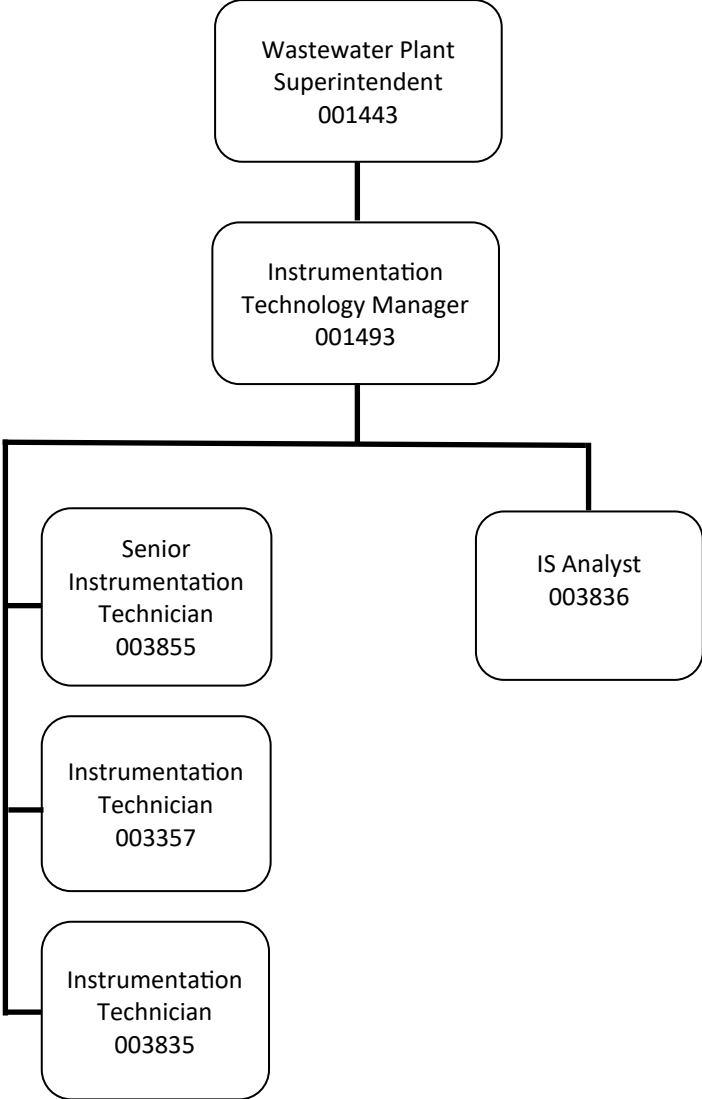 Wastewater Plant
Superintendent
001443
Instrumentation
Technology Manager
001493
Senior
Instrumentation
Technician
003855
IS Analyst
003836
Instrumentation
Technician
003357
Instrumentation
Technician
003835